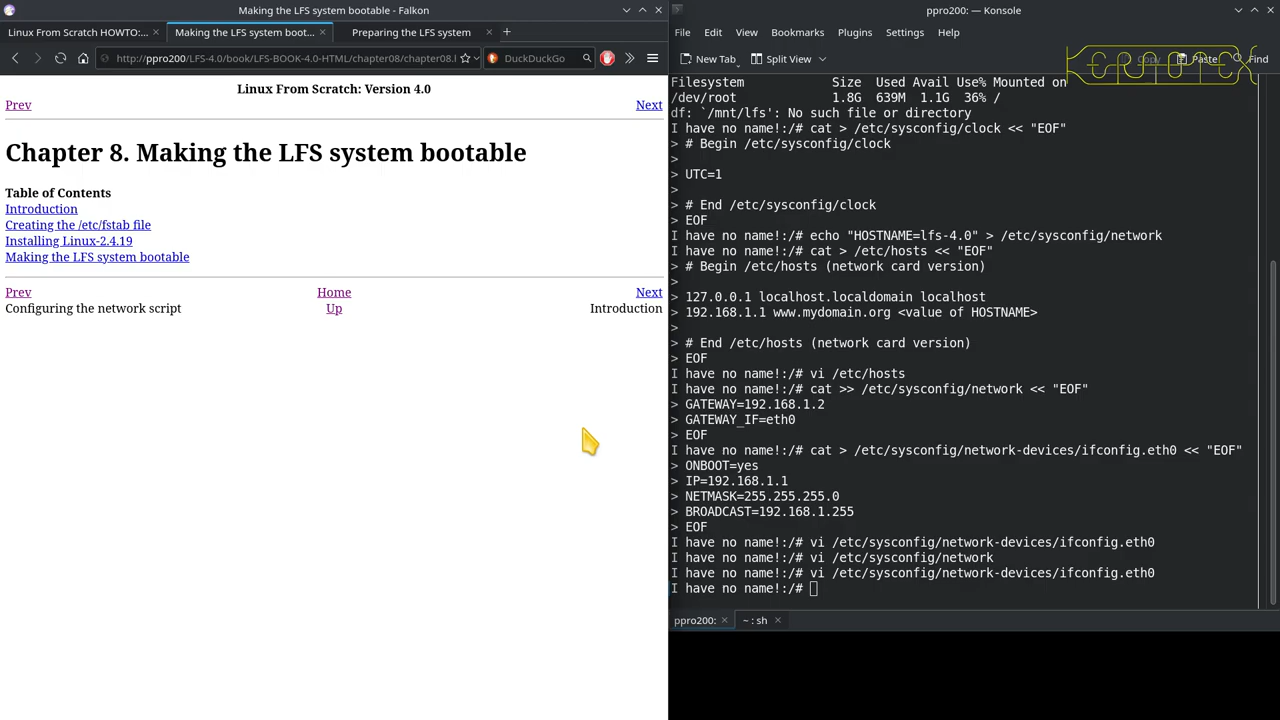 Making the LFS system bootable - Falkon
Linux From Scratch HOWTO:... ×
Making the LFS system boot... ×
Preparing the LFS system ×
http://ppro200/LFS-4.0/book/LFS-BOOK-4.0-HTML/chapter08/chapter08.l
DuckDuckGo
Linux From Scratch: Version 4.0
Prev
Next
Chapter 8. Making the LFS system bootable
Table of Contents
Introduction
Creating the /etc/fstab file
Installing Linux-2.4.19
Making the LFS system bootable
Prev
Home
Next
Configuring the network script
Up
Introduction
ppro200: — Konsole
File Edit View Bookmarks Plugins Settings Help
New Tab Split View Copy Paste Find
CRUOTEX
Filesystem Size Used Avail Use% Mounted on
/dev/root 1.8G 639M 1.1G 36% /
df: `/mnt/lfs': No such file or directory
I have no name!:/# cat > /etc/sysconfig/clock << "EOF"
> # Begin /etc/sysconfig/clock
>
> UTC=1
>
> # End /etc/sysconfig/clock
> EOF
I have no name!:/# echo "HOSTNAME=lfs-4.0" > /etc/sysconfig/network
I have no name!:/# cat > /etc/hosts << "EOF"
> # Begin /etc/hosts (network card version)
>
> 127.0.0.1 localhost.localdomain localhost
> 192.168.1.1 www.mydomain.org <value of HOSTNAME>
>
> # End /etc/hosts (network card version)
> EOF
I have no name!:/# vi /etc/hosts
I have no name!:/# cat >> /etc/sysconfig/network << "EOF"
> GATEWAY=192.168.1.2
> GATEWAY_IF=eth0
> EOF
I have no name!:/# cat > /etc/sysconfig/network-devices/ifconfig.eth0 << "EOF"
> ONBOOT=yes
> IP=192.168.1.1
> NETMASK=255.255.255.0
> BROADCAST=192.168.1.255
> EOF
I have no name!:/# vi /etc/sysconfig/network-devices/ifconfig.eth0
I have no name!:/# vi /etc/sysconfig/network
I have no name!:/# vi /etc/sysconfig/network-devices/ifconfig.eth0
I have no name!:/#
ppro200: ×
~ : sh ×